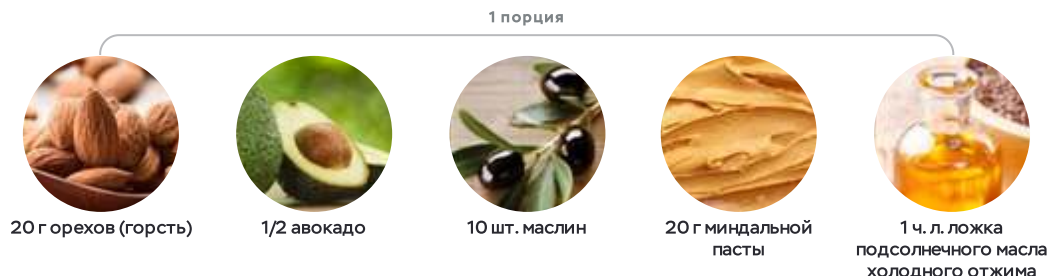 1 порция
20 г орехов (горсть)
1/2 авокадо
10 шт. маслин
20 г миндальной
пасты
1 ч. л. ложка
подсолнечного масла
холодного отжима